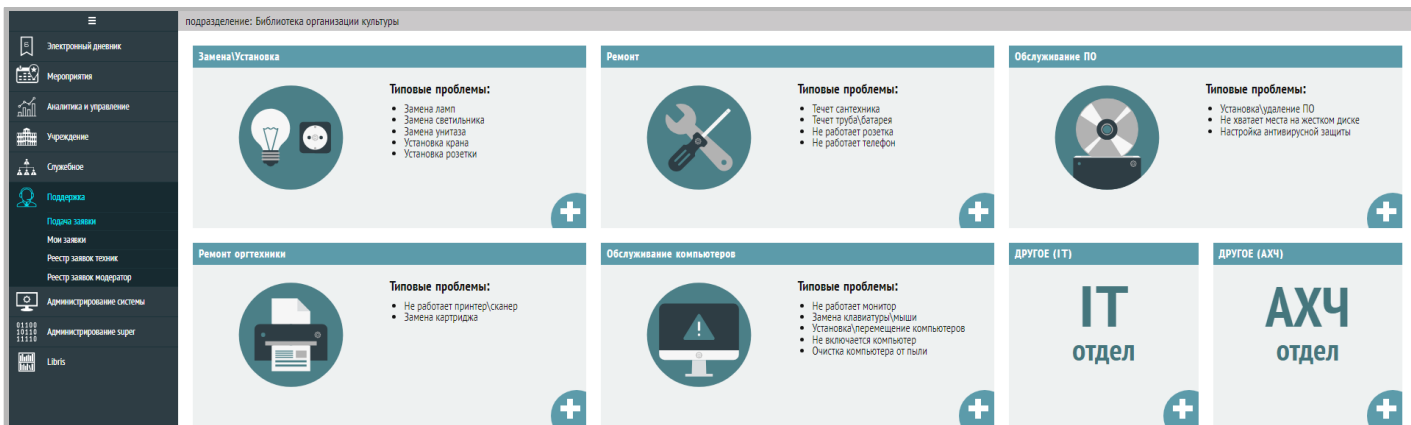 подразделение: Библиотека организации культуры
Б
Электронный дневник
Мероприятия
Аналитика и управление
Учреждение
Служебное
Поддержка
Подача заявки
Мои заявки
Реестр заявок техник
Реестр заявок модератор
Администрирование системы
01100
10110
11110
Администрирование super
Libris
Замена\Установка
Типовые проблемы:
Замена ламп
Замена светильника
Замена унитаза
Установка крана
Установка розетки
Ремонт
Типовые проблемы:
Течет сантехника
Течет труба\батарея
Не работает розетка
Не работает телефон
Обслуживание ПО
Типовые проблемы:
Установка\удаление ПО
Не хватает места на жестком диске
Настройка антивирусной защиты
Ремонт оргтехники
Типовые проблемы:
Не работает принтер\сканер
Замена картриджа
Обслуживание компьютеров
Типовые проблемы:
Не работает монитор
Замена клавиатуры\мыши
Установка\перемещение компьютеров
Не включается компьютер
Очистка компьютера от пыли
ДРУГОЕ (IT)
IT
отдел
ДРУГОЕ (АХЧ)
АХЧ
отдел